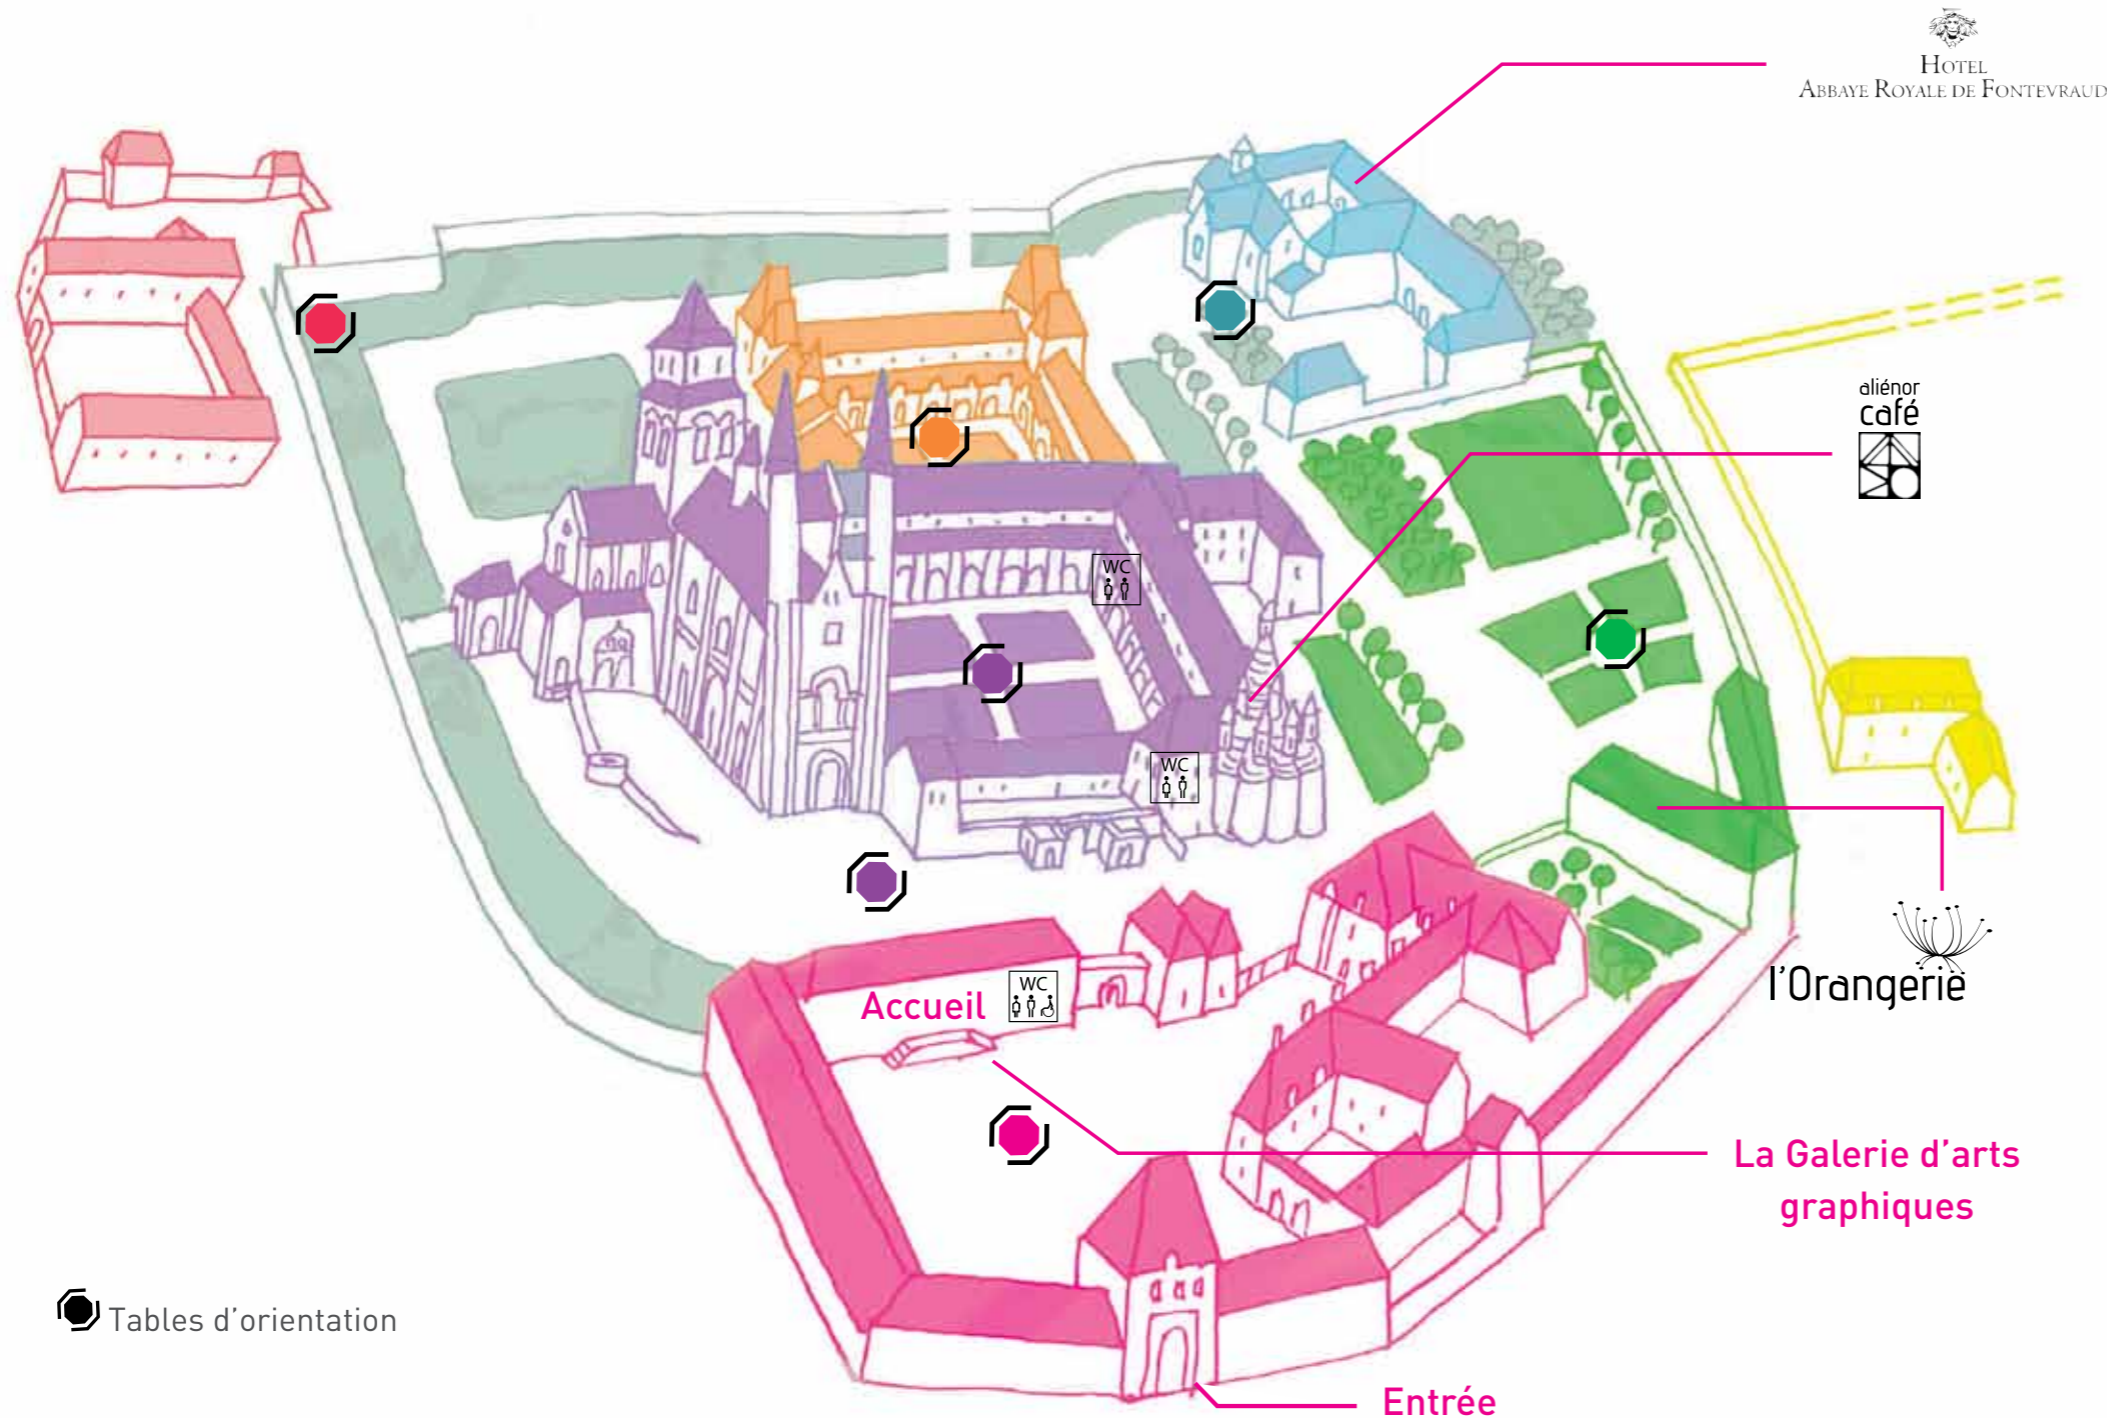 HOTEL
ABBAYE ROYALE DE FONTEVRAUD
aliénor
café
WC
WC
l'Orangerie
Accueil
WC
La Galerie d'arts
graphiques
Tables d'orientation
Entrée